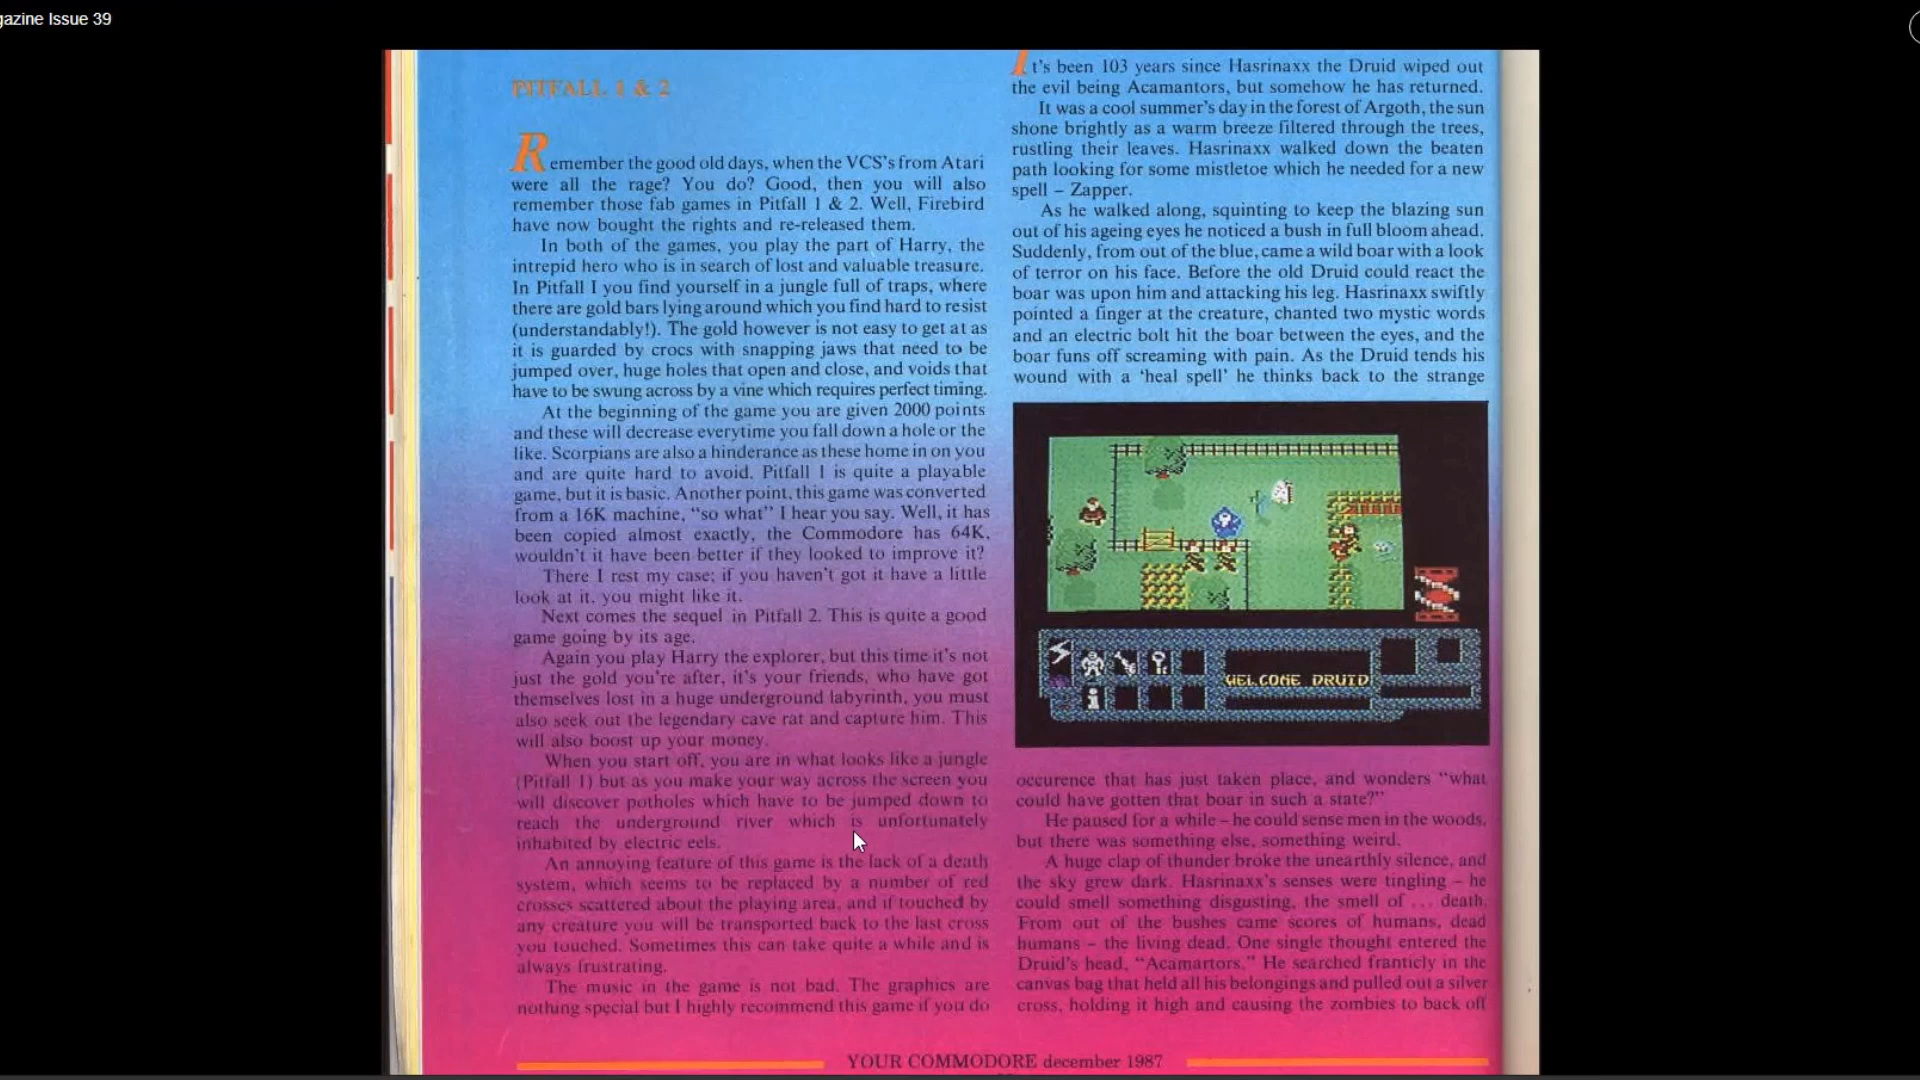 gazine Issue 39
PITFALL 1 & 2
Remember the good old days, when the VCS's from Atari
were all the rage? You do? Good, then you will also
remember those fab games in Pitfall 1 & 2. Well, Firebird
have now bought the rights and re-released them.
In both of the games, you play the part of Harry, the
intrepid hero who is in search of lost and valuable treasure.
In Pitfall I you find yourself in a jungle full of traps, where
there are gold bars lying around which you find hard to resist
(understandably!). The gold however is not easy to get at as
it is guarded by crocs with snapping jaws that need to be
jumped over, huge holes that open and close, and voids that
have to be swung across by a vine which requires perfect timing.
At the beginning of the game you are given 2000 points
and these will decrease everytime you fall down a hole or the
like. Scorpians are also a hinderance as these home in on you
and are quite hard to avoid. Pitfall 1 is quite a playable
game, but it is basic. Another point, this game was converted
from a 16K machine, "so what" I hear you say. Well, it has
been copied almost exactly, the Commodore has 64K,
wouldn't it have been better if they looked to improve it?
There I rest my case; if you haven't got it have a little
look at it, you might like it.
Next comes the sequel in Pitfall 2. This is quite a good
game going by its age.
Again you play Harry the explorer, but this time it's not
just the gold you're after, it's your friends, who have got
themselves lost in a huge underground labyrinth, you must
also seek out the legendary cave rat and capture him. This
will also boost up your money.
When you start off, you are in what looks like a jungle
(Pitfall 1) but as you make your way across the screen you
will discover potholes which have to be jumped down to
reach the underground river which is unfortunately
inhabited by electric eels.
An annoying feature of this game is the lack of a death
system, which seems to be replaced by a number of red
crosses scattered about the playing area, and if touched by
any creature you will be transported back to the last cross
you touched. Sometimes this can take quite a while and is
always frustrating.
The music in the game is not bad. The graphics are
nothing special but I highly recommend this game if you do
It's been 103 years since Hasrinaxx the Druid wiped out
the evil being Acamantors, but somehow he has returned.
It was a cool summer's day in the forest of Argoth, the sun
shone brightly as a warm breeze filtered through the trees,
rustling their leaves. Hasrinaxx walked down the beaten
path looking for some mistletoe which he needed for a new
spell – Zapper.
As he walked along, squinting to keep the blazing sun
out of his ageing eyes he noticed a bush in full bloom ahead.
Suddenly, from out of the blue, came a wild boar with a look
of terror on his face. Before the old Druid could react the
boar was upon him and attacking his leg. Hasrinaxx swiftly
pointed a finger at the creature, chanted two mystic words
and an electric bolt hit the boar between the eyes, and the
boar funs off screaming with pain. As the Druid tends his
wound with a 'heal spell' he thinks back to the strange
WELCOME DRUID
occurence that has just taken place, and wonders "what
could have gotten that boar in such a state?"
He paused for a while – he could sense men in the woods,
but there was something else, something weird.
A huge clap of thunder broke the unearthly silence, and
the sky grew dark. Hasrinaxx's senses were tingling – he
could smell something disgusting, the smell of ... death.
From out of the bushes came scores of humans, dead
humans – the living dead. One single thought entered the
Druid's head, "Acamartors." He searched franticly in the
canvas bag that held all his belongings and pulled out a silver
cross, holding it high and causing the zombies to back off
YOUR COMMODORE december 1987